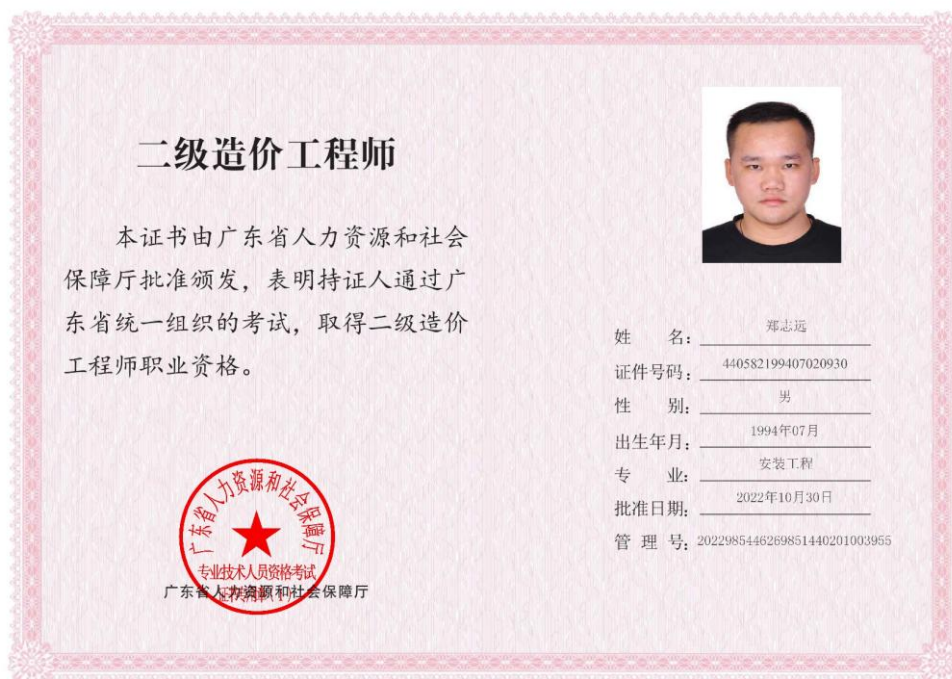 二级造价工程师
本证书由广东省人力资源和社会
保障厅批准颁发，表明持证人通过广
东省统一组织的考试，取得二级造价
工程师职业资格。
广东省人力资源和社会保障厅
专业技术人员资格考试
广东省人力资源和社会保障厅
姓 名：郑志远
证件号码：440582199407020930
性 别：男
出生年月：1994年07月
专 业：安装工程
批准日期：2022年10月30日
管 理 号：20229854462698514402010​03955